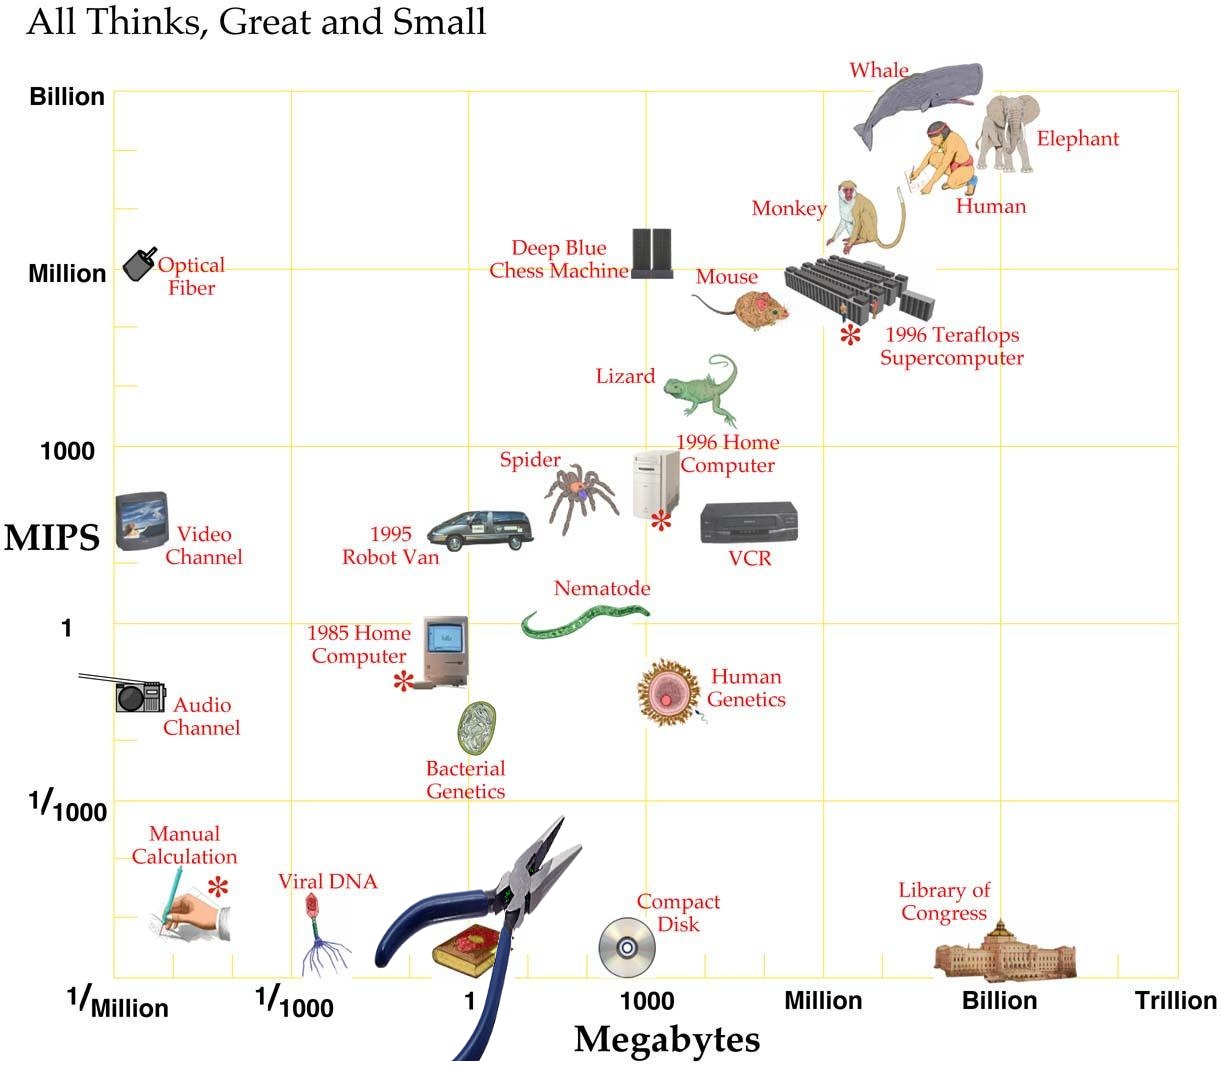 All Thinks, Great and Small
Billion
Whale
Elephant
Human
Monkey
Deep Blue
Chess Machine
Million
Optical
Fiber
Mouse
1996 Teraflops
Supercomputer
Lizard
1000
1996 Home
Computer
Spider
MIPS
Video
Channel
1995
Robot Van
VCR
Nematode
1
1985 Home
Computer
Human
Genetics
Audio
Channel
Bacterial
Genetics
1/1000
Manual
Calculation
Viral DNA
Compact
Disk
Library of
Congress
1/Million
1/1000
1
1000
Million
Billion
Trillion
Megabytes